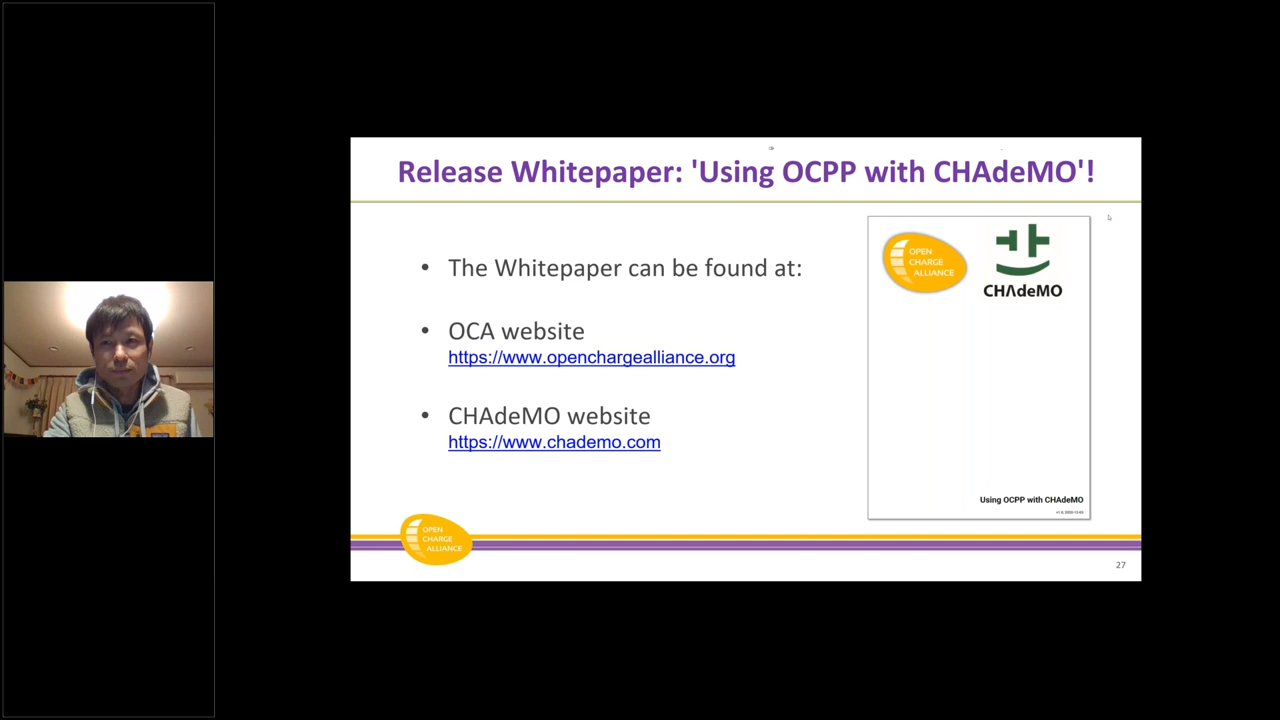 Release Whitepaper: 'Using OCPP with CHAdeMO'!
• The Whitepaper can be found at:
• OCA website
https://www.openchargealliance.org
• CHAdeMO website
https://www.chademo.com
OPEN
CHARGE
ALLIANCE
CHΛdeMO
Using OCPP with CHAdeMO
OPEN
CHARGE
ALLIANCE
27